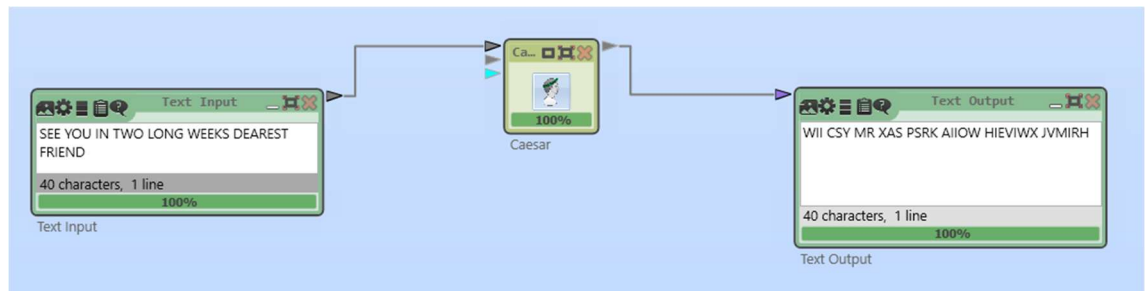 Ca...
Text Input
SEE YOU IN TWO LONG WEEKS DEAREST
FRIEND
40 characters, 1 line
100%
Text Input
100%
Caesar
Text Output
WII CSY MR XAS PSRK AIIOW HIEVIWX JVMIRH
40 characters, 1 line
100%
Text Output